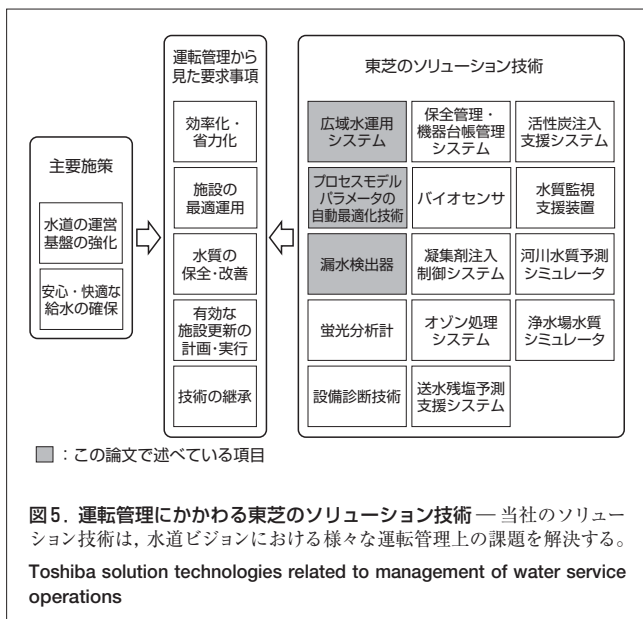 主要施策
水道の運営
基盤の強化
安心・快適な
給水の確保
運転管理から
見た要求事項
効率化・
省力化
施設の
最適運用
水質の
保全・改善
有効な
施設更新の
計画・実行
技術の継承
東芝のソリューション技術
広域水運用
システム
保全管理・
機器台帳管理
システム
活性炭注入
支援システム
プロセスモデル
パラメータの
自動最適化技術
バイオセンサ
水質監視
支援装置
漏水検出器
凝集剤注入
制御システム
河川水質予測
シミュレータ
蛍光分析計
オゾン処理
システム
浄水場水質
シミュレータ
設備診断技術
送水残塩予測
支援システム
:この論文で述べている項目
図5. 運転管理にかかわる東芝のソリューション技術 — 当社のソリュー
ション技術は,水道ビジョンにおける様々な運転管理上の課題を解決する。
Toshiba solution technologies related to management of water service
operations